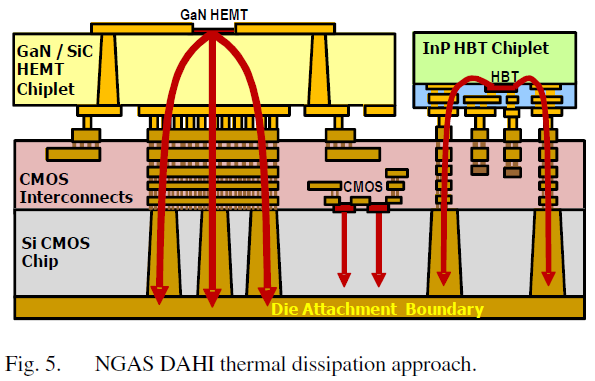 GaN HEMT
GaN / SiC
HEMT
Chiplet
InP HBT Chiplet
HBT
CMOS
Interconnects
CMOS
Si CMOS
Chip
Die Attachment Boundary
Fig. 5. NGAS DAHI thermal dissipation approach.